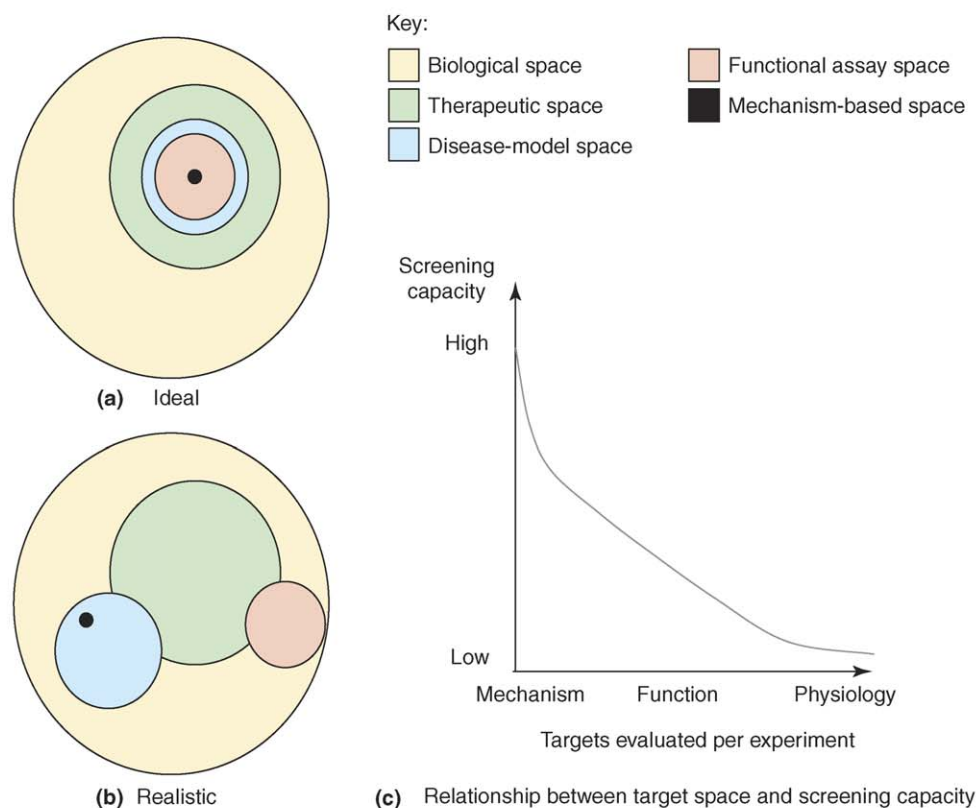 Key:
Biological space
Functional assay space
Therapeutic space
Mechanism-based space
Disease-model space
(a) Ideal
Screening
capacity
High
Low
Mechanism Function Physiology
Targets evaluated per experiment
(b) Realistic
(c) Relationship between target space and screening capacity